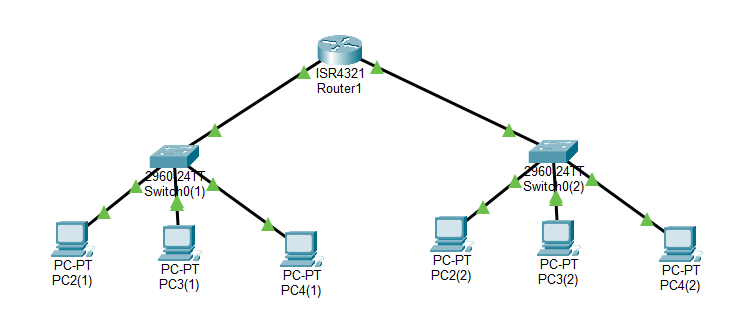 ISR4321
Router1
2960-24TT
Switch0(1)
2960-24TT
Switch0(2)
PC-PT
PC2(1)
PC-PT
PC3(1)
PC-PT
PC4(1)
PC-PT
PC2(2)
PC-PT
PC3(2)
PC-PT
PC4(2)